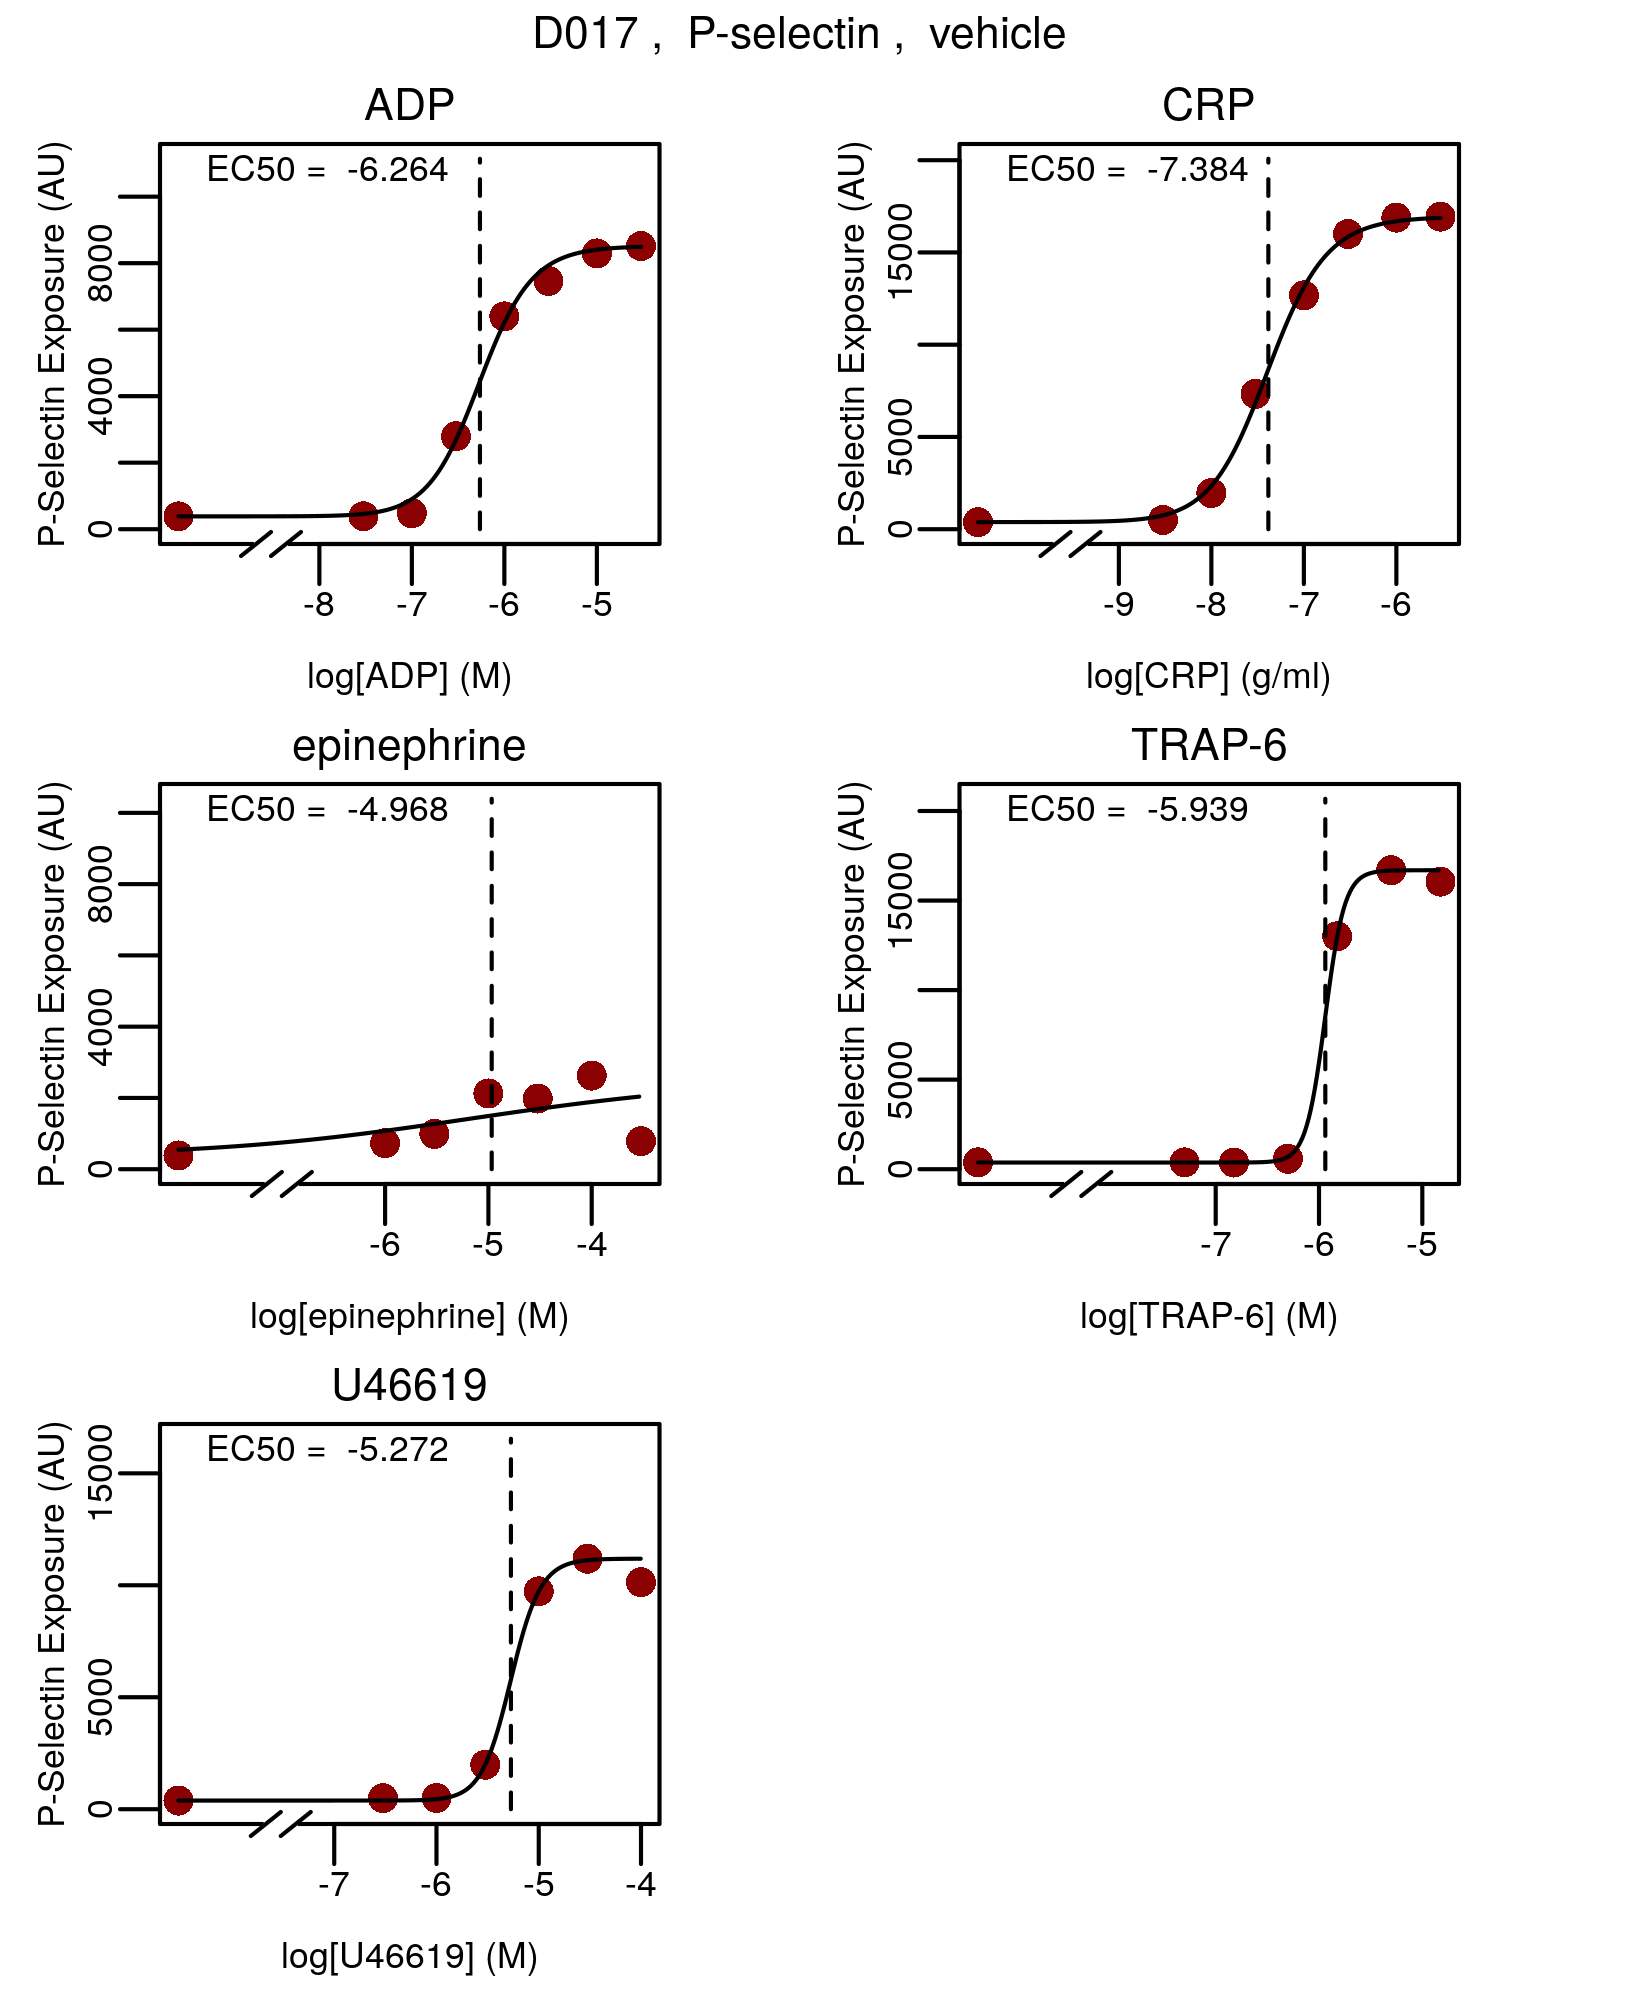 D017 , P-selectin , vehicle
ADP
EC50 = -6.264
P-Selectin Exposure (AU)
0 4000 8000
-8 -7 -6 -5
log[ADP] (M)
CRP
EC50 = -7.384
P-Selectin Exposure (AU)
0 5000 15000
-9 -8 -7 -6
log[CRP] (g/ml)
epinephrine
EC50 = -4.968
P-Selectin Exposure (AU)
0 4000 8000
-6 -5 -4
log[epinephrine] (M)
TRAP-6
EC50 = -5.939
P-Selectin Exposure (AU)
0 5000 15000
-7 -6 -5
log[TRAP-6] (M)
U46619
EC50 = -5.272
P-Selectin Exposure (AU)
0 5000 15000
-7 -6 -5 -4
log[U46619] (M)